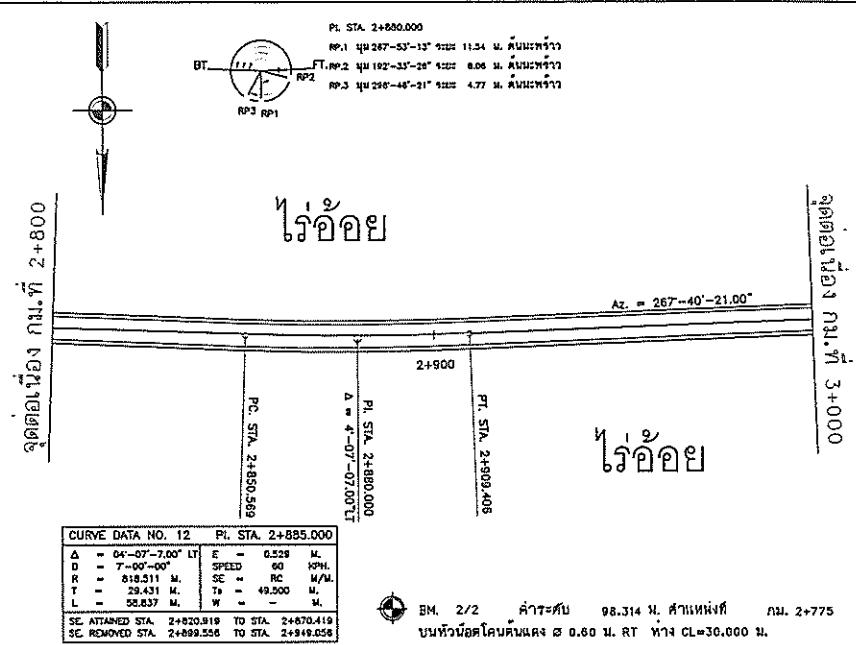 PI. STA. 2+880.000
RP.1 มุม 267°-53'-13" ระยะ 11.54 ม. ต้นมะพร้าว
RP.2 มุม 192°-33'-26" ระยะ 8.06 ม. ต้นมะพร้าว
RP.3 มุม 298°-46'-21" ระยะ 4.77 ม. ต้นมะพร้าว
BT.
FT.
RP2
RP3 RP1
ไร่อ้อย
จุดต่อเนื่อง กม.ที่ 2+800
จุดต่อเนื่อง กม.ที่ 3+000
Az. = 267°-40'-21.00"
2+900
PC. STA. 2+850.569
PI. STA. 2+880.000
Δ = 4°-07'-07.00"LT
PT. STA. 2+909.406
ไร่อ้อย
CURVE DATA NO. 12 PI. STA. 2+885.000
Δ = 04°-07'-7.00" LT E = 0.529 M.
D = 7°-00'-00" SPEED 60 KPH.
R = 818.511 M. SE = RC M/M.
T = 29.431 M. Ts = 49.500 M.
L = 58.837 M. W = - M.
SE. ATTAINED STA. 2+820.919 TO STA. 2+870.419
SE. REMOVED STA. 2+899.556 TO STA. 2+949.056
BM. 2/2 ค่าระดับ 98.314 ม. ตำแหน่งที่ กม. 2+775
บนหัวน๊อตโคนต้นแดง ø 0.60 ม. RT ห่าง CL=30.000 ม.